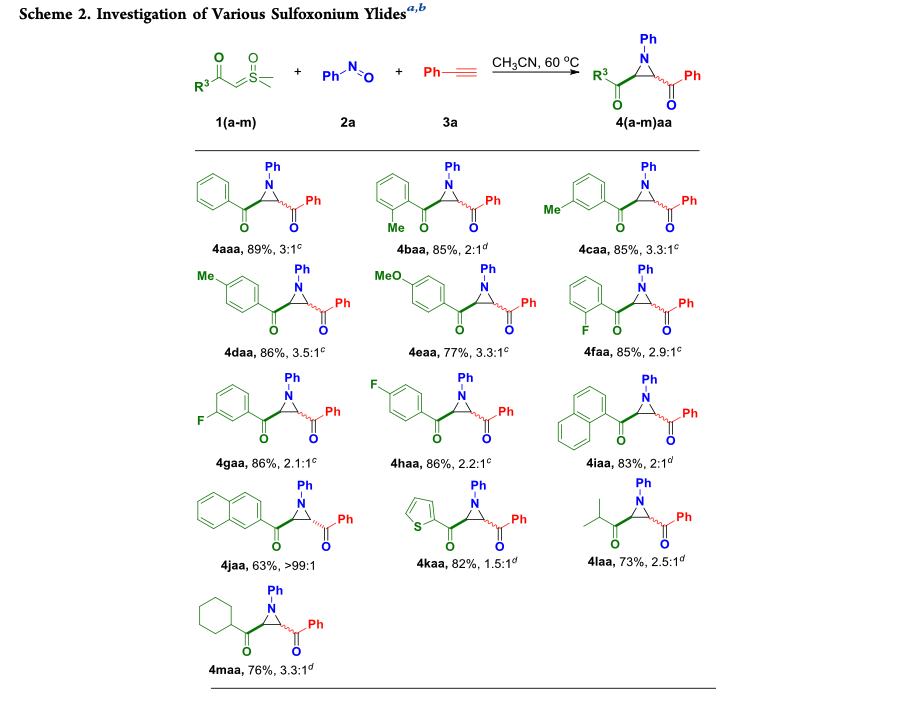 Scheme 2. Investigation of Various Sulfoxonium Ylides^a,b
R³ O O S + Ph N O + Ph CH₃CN, 60 °C Ph N R³ Ph O O
1(a-m) 2a 3a 4(a-m)aa
Ph N Ph O O Ph N Ph Me O O Ph N Me Ph O O
4aaa, 89%, 3:1^c 4baa, 85%, 2:1^d 4caa, 85%, 3.3:1^c
Me Ph N Ph O O MeO Ph N Ph O O Ph N Ph F O O
4daa, 86%, 3.5:1^c 4eaa, 77%, 3.3:1^c 4faa, 85%, 2.9:1^c
Ph N Ph F O O F Ph N Ph O O Ph N Ph O O
4gaa, 86%, 2.1:1^c 4haa, 86%, 2.2:1^c 4iaa, 83%, 2:1^d
Ph N Ph O O Ph N Ph S O O Ph N Ph O O
4jaa, 63%, >99:1 4kaa, 82%, 1.5:1^d 4laa, 73%, 2.5:1^d
Ph N Ph O O
4maa, 76%, 3.3:1^d